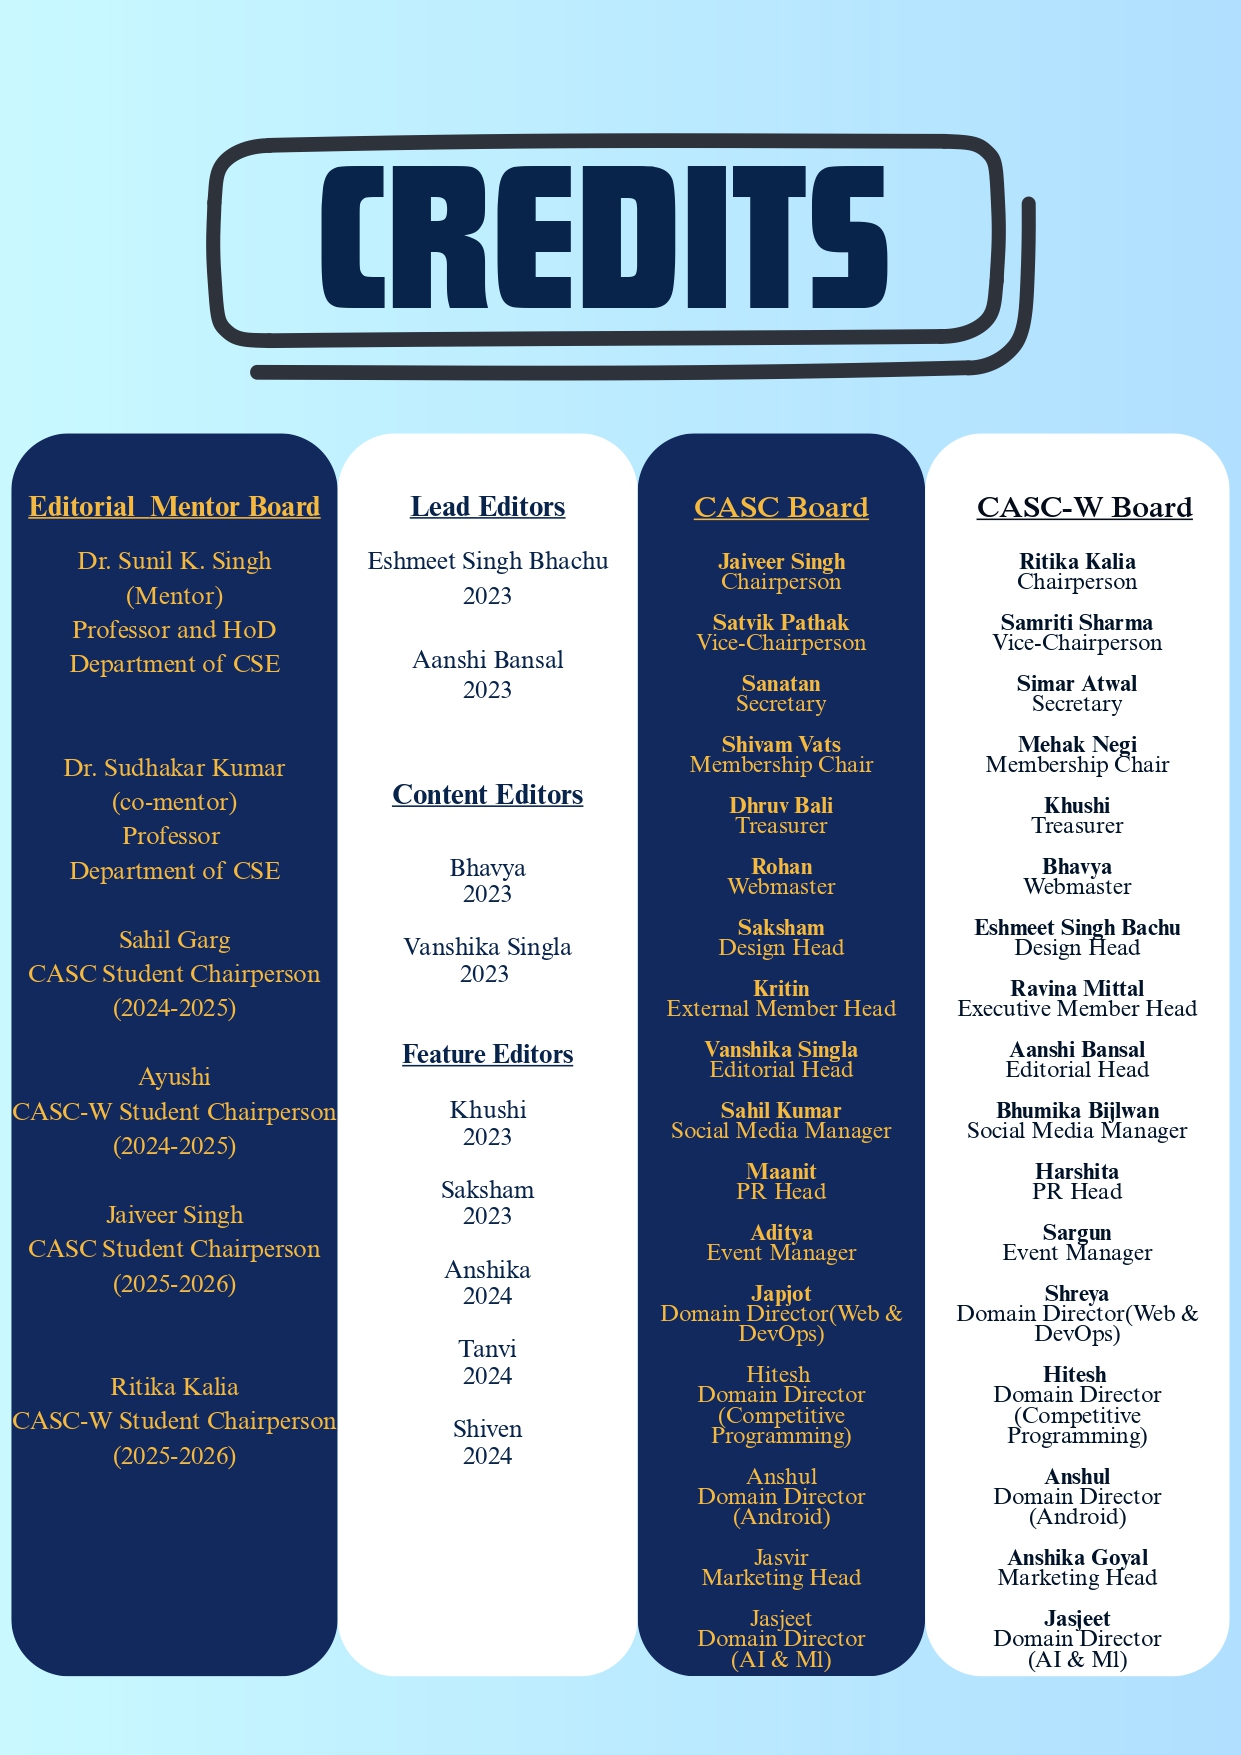 CREDITS
Editorial Mentor Board
Dr. Sunil K. Singh
(Mentor)
Professor and HoD
Department of CSE
Dr. Sudhakar Kumar
(co-mentor)
Professor
Department of CSE
Sahil Garg
CASC Student Chairperson
(2024-2025)
Ayushi
CASC-W Student Chairperson
(2024-2025)
Jaiveer Singh
CASC Student Chairperson
(2025-2026)
Ritika Kalia
CASC-W Student Chairperson
(2025-2026)
Lead Editors
Eshmeet Singh Bhachu
2023
Aanshi Bansal
2023
Content Editors
Bhavya
2023
Vanshika Singla
2023
Feature Editors
Khushi
2023
Saksham
2023
Anshika
2024
Tanvi
2024
Shiven
2024
CASC Board
Jaiveer Singh
Chairperson
Satvik Pathak
Vice-Chairperson
Sanatan
Secretary
Shivam Vats
Membership Chair
Dhruv Bali
Treasurer
Rohan
Webmaster
Saksham
Design Head
Kritin
External Member Head
Vanshika Singla
Editorial Head
Sahil Kumar
Social Media Manager
Maanit
PR Head
Aditya
Event Manager
Japjot
Domain Director(Web &
DevOps)
Hitesh
Domain Director
(Competitive
Programming)
Anshul
Domain Director
(Android)
Jasvir
Marketing Head
Jasjeet
Domain Director
(AI & Ml)
CASC-W Board
Ritika Kalia
Chairperson
Samriti Sharma
Vice-Chairperson
Simar Atwal
Secretary
Mehak Negi
Membership Chair
Khushi
Treasurer
Bhavya
Webmaster
Eshmeet Singh Bachu
Design Head
Ravina Mittal
Executive Member Head
Aanshi Bansal
Editorial Head
Bhumika Bijlwan
Social Media Manager
Harshita
PR Head
Sargun
Event Manager
Shreya
Domain Director(Web &
DevOps)
Hitesh
Domain Director
(Competitive
Programming)
Anshul
Domain Director
(Android)
Anshika Goyal
Marketing Head
Jasjeet
Domain Director
(AI & Ml)